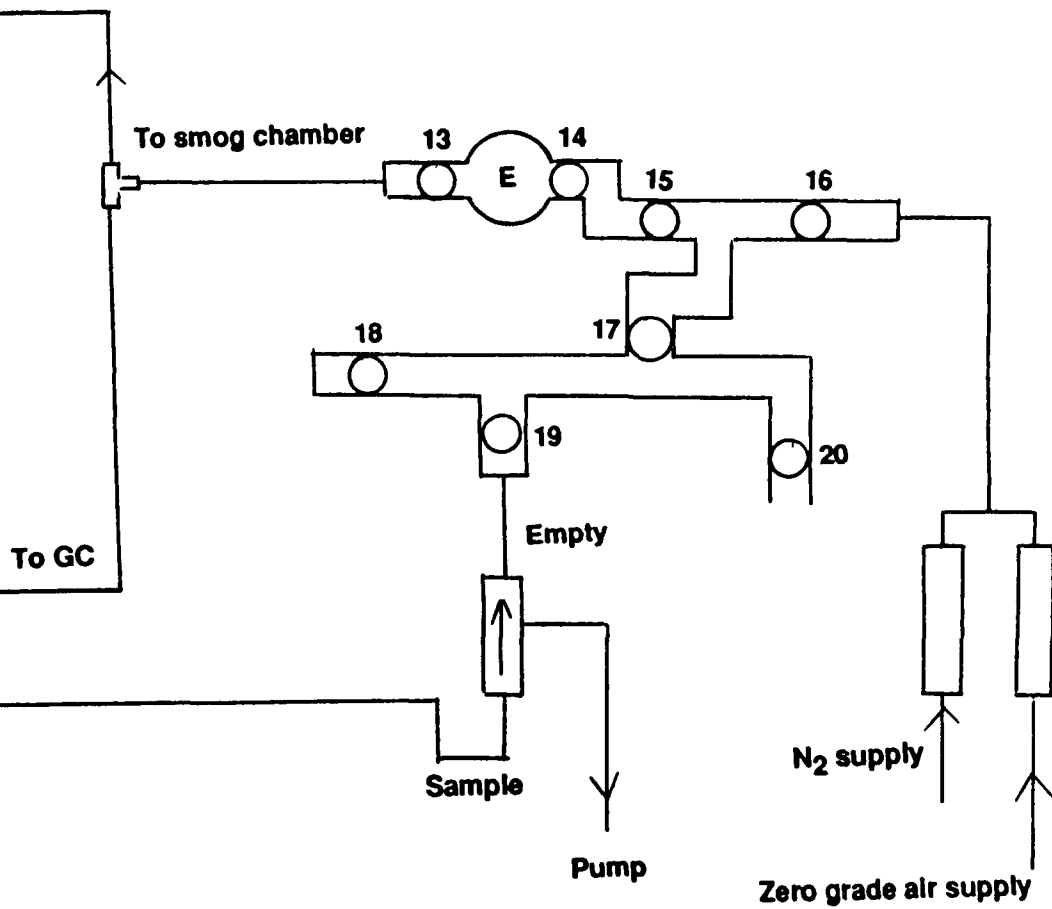 To smog chamber
13
E
14
15
16
17
18
19
20
Empty
To GC
Sample
Pump
N₂ supply
Zero grade air supply